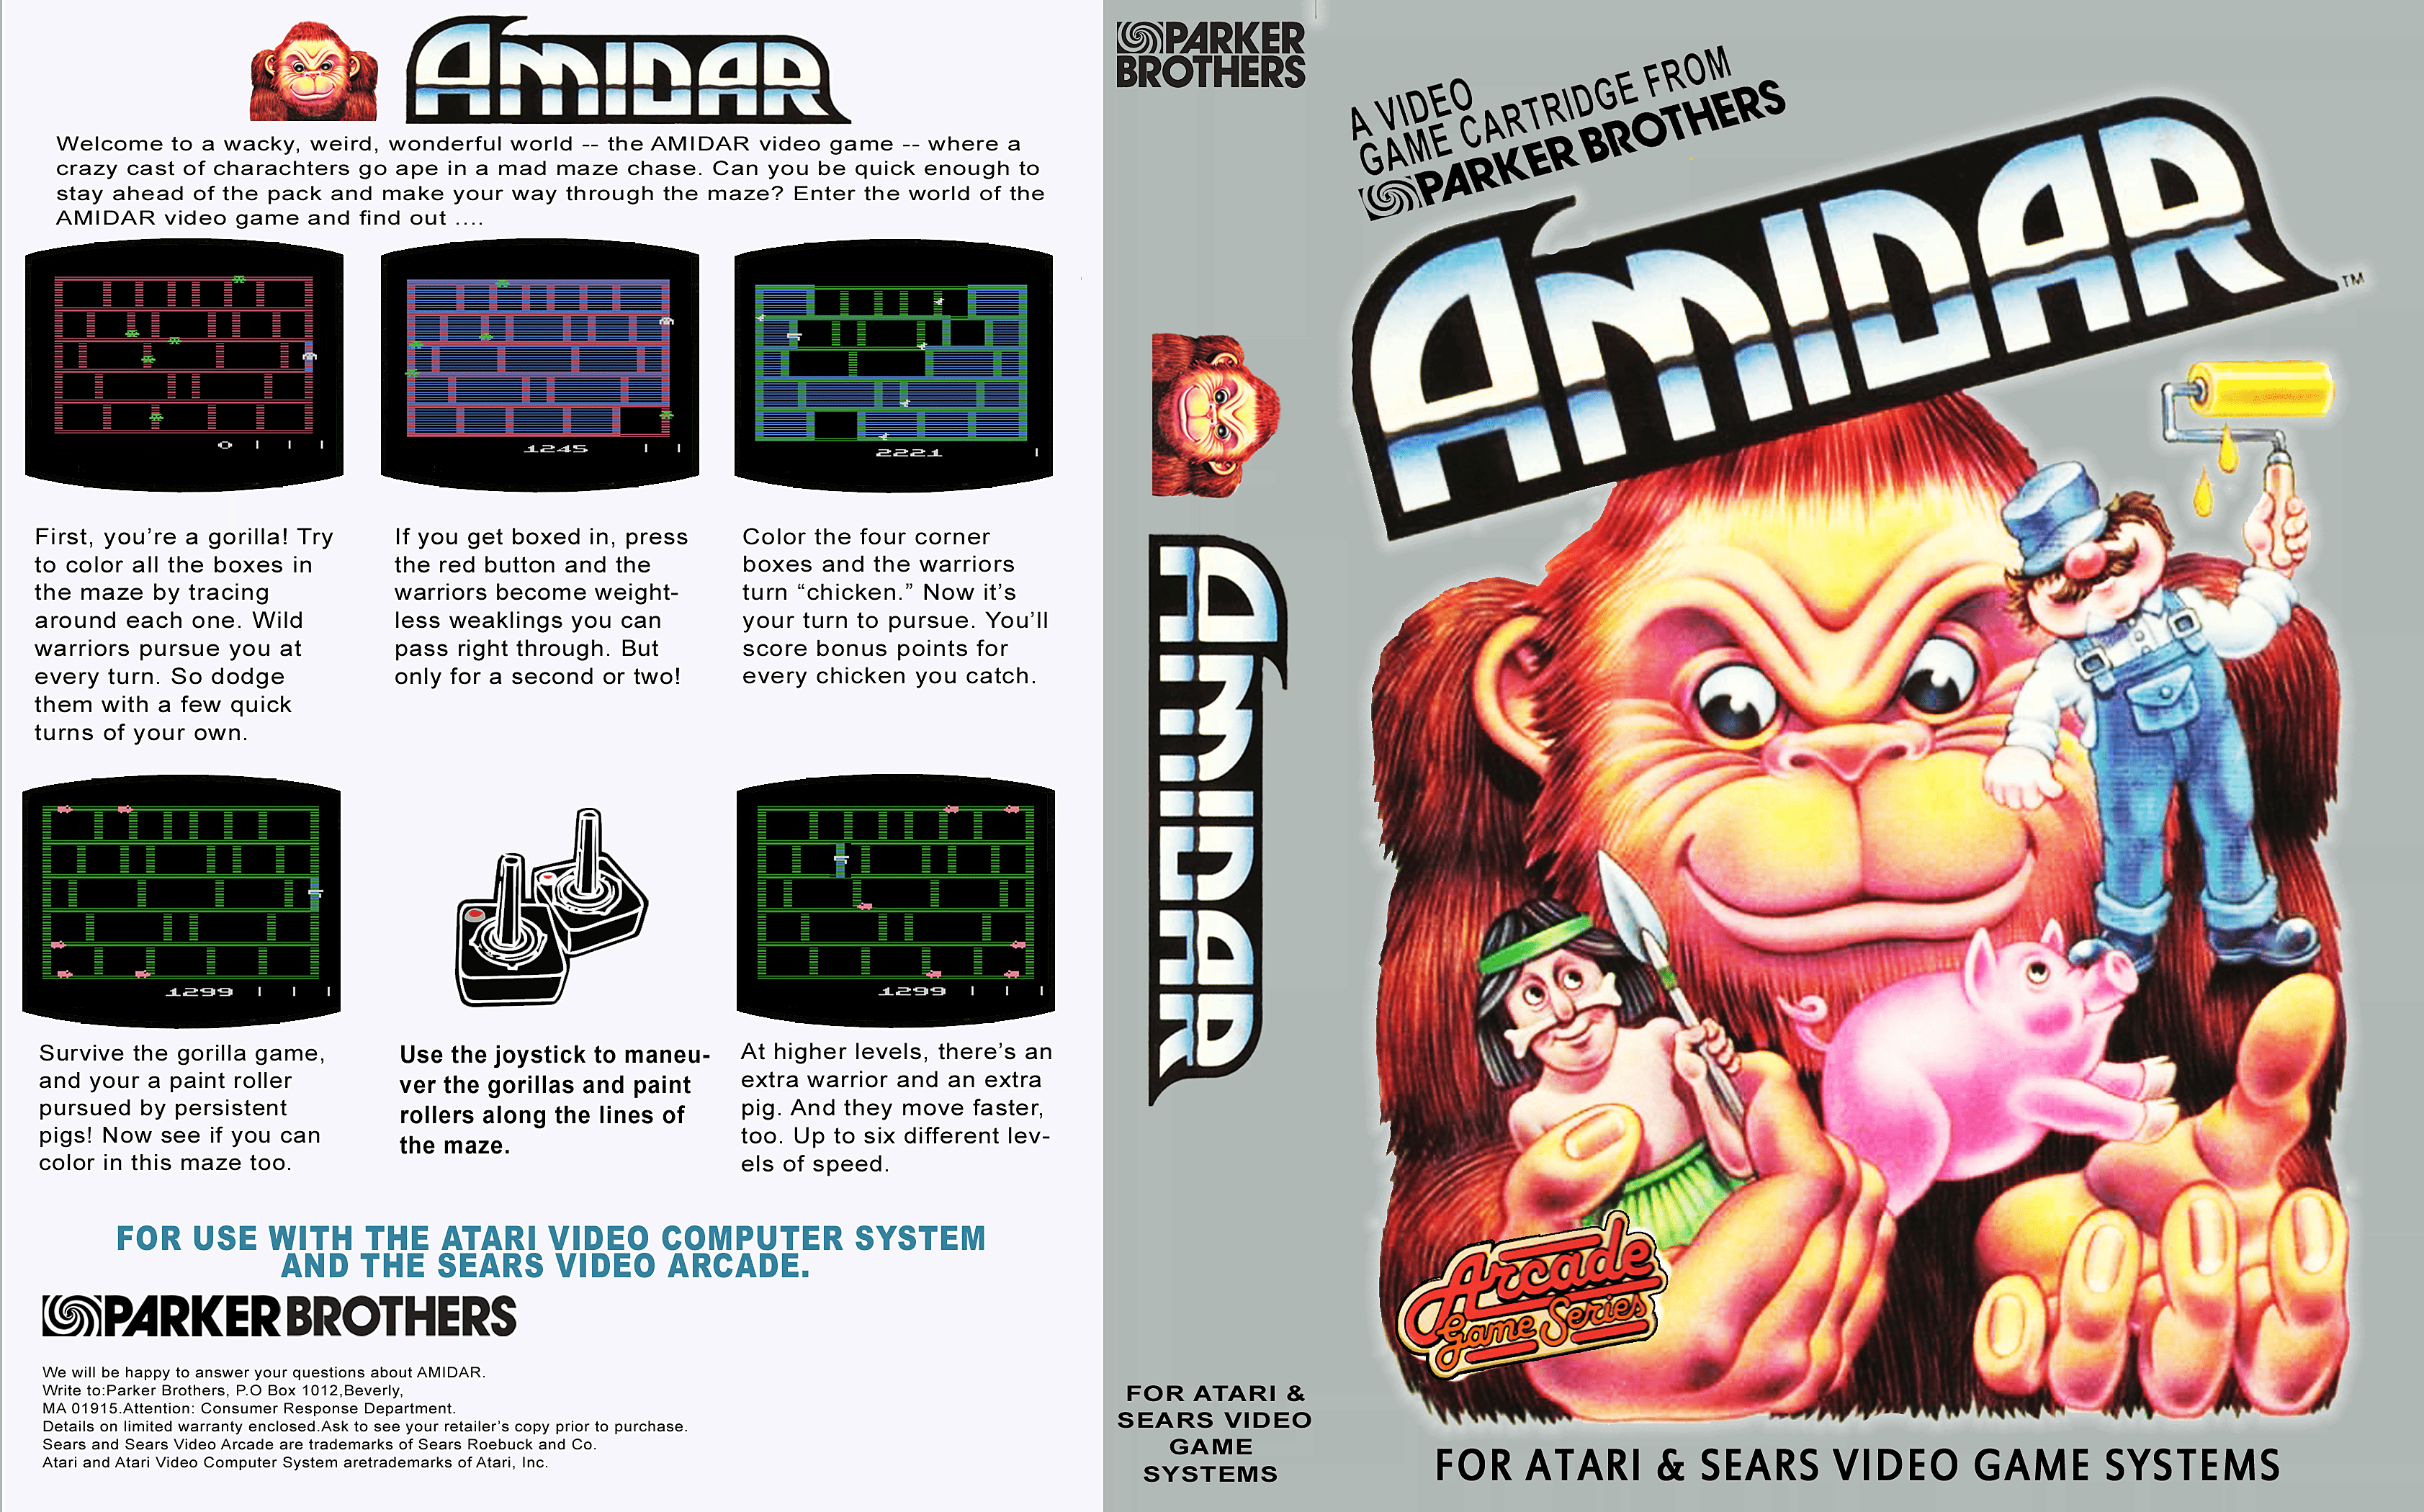 AMIDAR
Welcome to a wacky, weird, wonderful world -- the AMIDAR video game -- where a
crazy cast of charachters go ape in a mad maze chase. Can you be quick enough to
stay ahead of the pack and make your way through the maze? Enter the world of the
AMIDAR video game and find out ....
0
1245
2221
First, you're a gorilla! Try
to color all the boxes in
the maze by tracing
around each one. Wild
warriors pursue you at
every turn. So dodge
them with a few quick
turns of your own.
If you get boxed in, press
the red button and the
warriors become weight-
less weaklings you can
pass right through. But
only for a second or two!
Color the four corner
boxes and the warriors
turn “chicken.” Now it's
your turn to pursue. You'll
score bonus points for
every chicken you catch.
1299
1299
Survive the gorilla game,
and your a paint roller
pursued by persistent
pigs! Now see if you can
color in this maze too.
Use the joystick to maneu-
ver the gorillas and paint
rollers along the lines of
the maze.
At higher levels, there's an
extra warrior and an extra
pig. And they move faster,
too. Up to six different lev-
els of speed.
FOR USE WITH THE ATARI VIDEO COMPUTER SYSTEM
AND THE SEARS VIDEO ARCADE.
PARKER BROTHERS
We will be happy to answer your questions about AMIDAR.
Write to:Parker Brothers, P.O Box 1012,Beverly,
MA 01915.Attention: Consumer Response Department.
Details on limited warranty enclosed.Ask to see your retailer's copy prior to purchase.
Sears and Sears Video Arcade are trademarks of Sears Roebuck and Co.
Atari and Atari Video Computer System aretrademarks of Atari, Inc.
PARKER
BROTHERS
AMIDAR
FOR ATARI &
SEARS VIDEO
GAME
SYSTEMS
A VIDEO
GAME CARTRIDGE FROM
PARKER BROTHERS
AMIDAR
TM
Arcade
Game Series
FOR ATARI & SEARS VIDEO GAME SYSTEMS